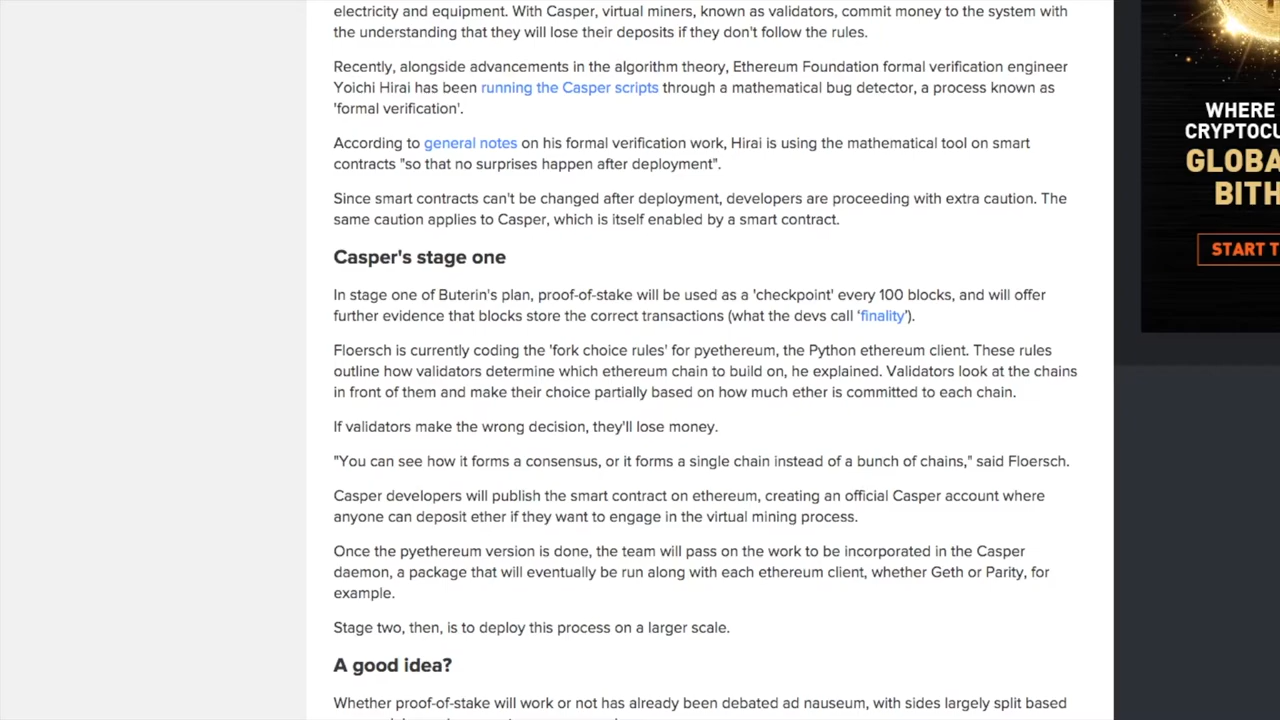 electricity and equipment. With Casper, virtual miners, known as validators, commit money to the system with
the understanding that they will lose their deposits if they don't follow the rules.
Recently, alongside advancements in the algorithm theory, Ethereum Foundation formal verification engineer
Yoichi Hirai has been running the Casper scripts through a mathematical bug detector, a process known as
'formal verification'.
According to general notes on his formal verification work, Hirai is using the mathematical tool on smart
contracts "so that no surprises happen after deployment".
Since smart contracts can't be changed after deployment, developers are proceeding with extra caution. The
same caution applies to Casper, which is itself enabled by a smart contract.
Casper's stage one
In stage one of Buterin's plan, proof-of-stake will be used as a 'checkpoint' every 100 blocks, and will offer
further evidence that blocks store the correct transactions (what the devs call 'finality').
Floersch is currently coding the 'fork choice rules' for pyethereum, the Python ethereum client. These rules
outline how validators determine which ethereum chain to build on, he explained. Validators look at the chains
in front of them and make their choice partially based on how much ether is committed to each chain.
If validators make the wrong decision, they'll lose money.
"You can see how it forms a consensus, or it forms a single chain instead of a bunch of chains," said Floersch.
Casper developers will publish the smart contract on ethereum, creating an official Casper account where
anyone can deposit ether if they want to engage in the virtual mining process.
Once the pyethereum version is done, the team will pass on the work to be incorporated in the Casper
daemon, a package that will eventually be run along with each ethereum client, whether Geth or Parity, for
example.
Stage two, then, is to deploy this process on a larger scale.
A good idea?
Whether proof-of-stake will work or not has already been debated ad nauseum, with sides largely split based
WHERE
CRYPTOCU
GLOBA
BITH
START T